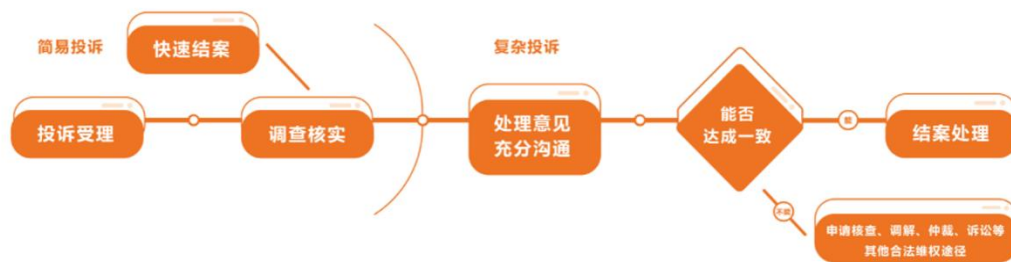 简易投诉
快速结案
投诉受理
调查核实
复杂投诉
处理意见
充分沟通
能否
达成一致
能
结案处理
不能
申请核查、调解、仲裁、诉讼等
其他合法维权途径